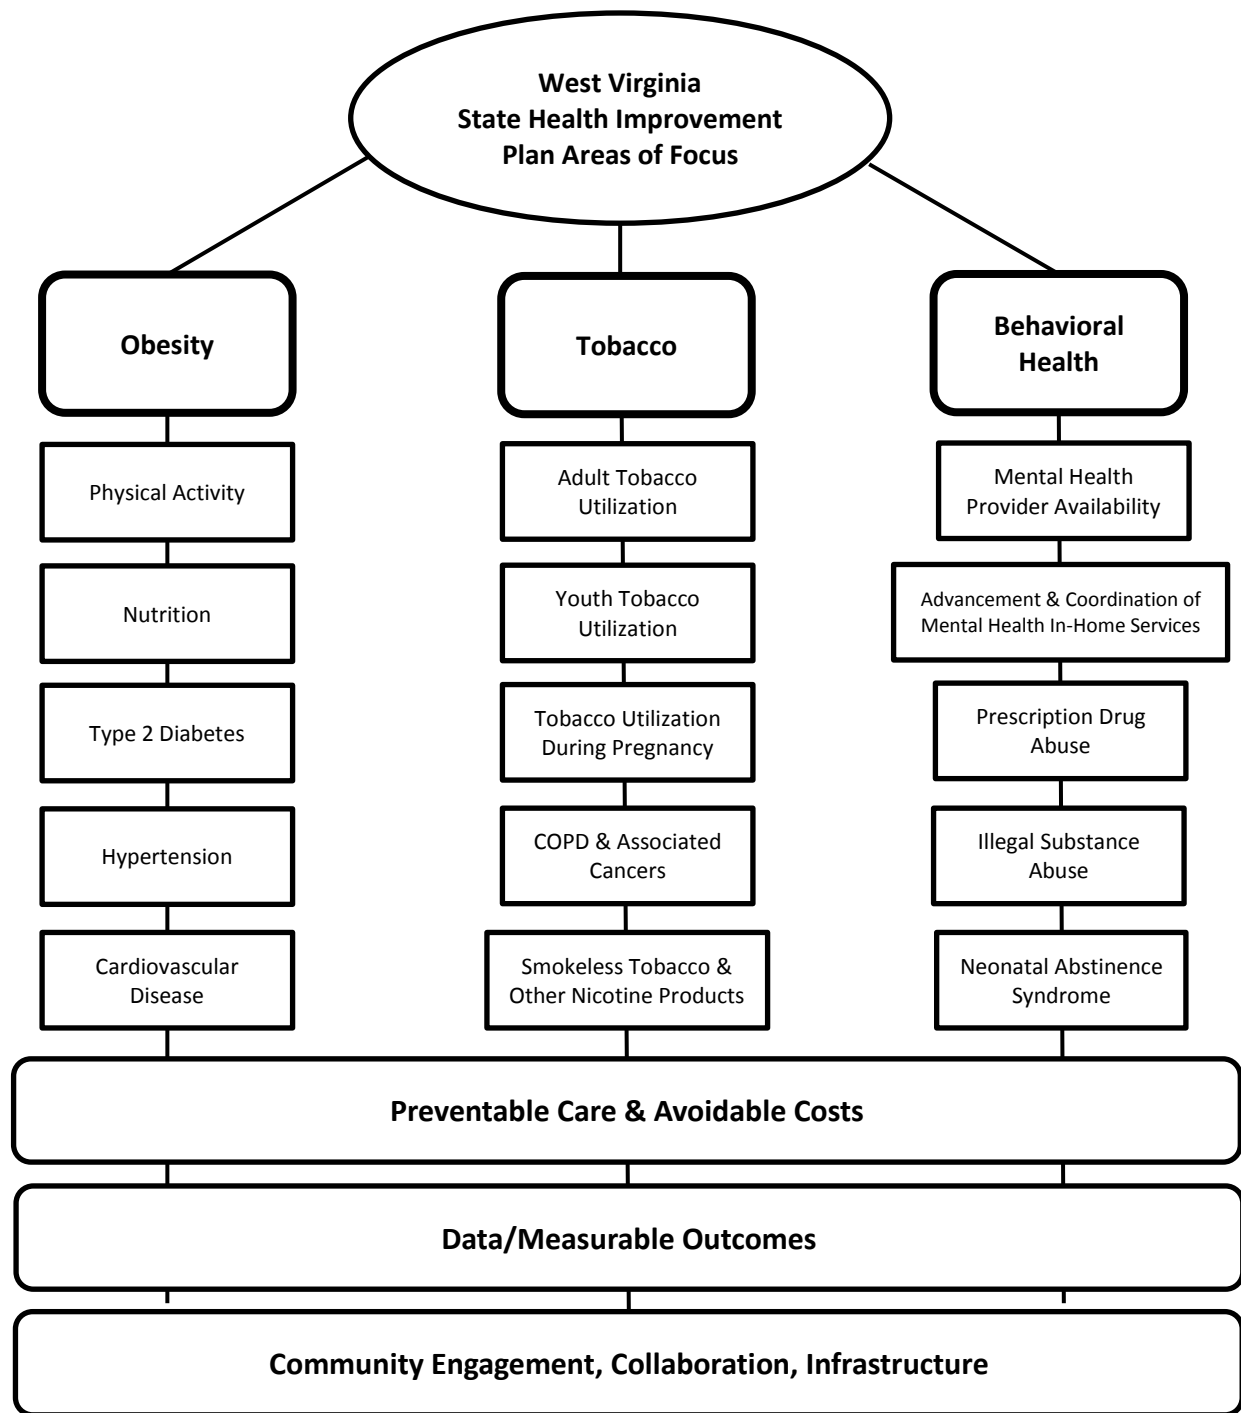 West Virginia
State Health Improvement
Plan Areas of Focus
Obesity
Physical Activity
Nutrition
Type 2 Diabetes
Hypertension
Cardiovascular
Disease
Tobacco
Adult Tobacco
Utilization
Youth Tobacco
Utilization
Tobacco Utilization
During Pregnancy
COPD & Associated
Cancers
Smokeless Tobacco &
Other Nicotine Products
Behavioral
Health
Mental Health
Provider Availability
Advancement & Coordination of
Mental Health In-Home Services
Prescription Drug
Abuse
Illegal Substance
Abuse
Neonatal Abstinence
Syndrome
Preventable Care & Avoidable Costs
Data/Measurable Outcomes
Community Engagement, Collaboration, Infrastructure